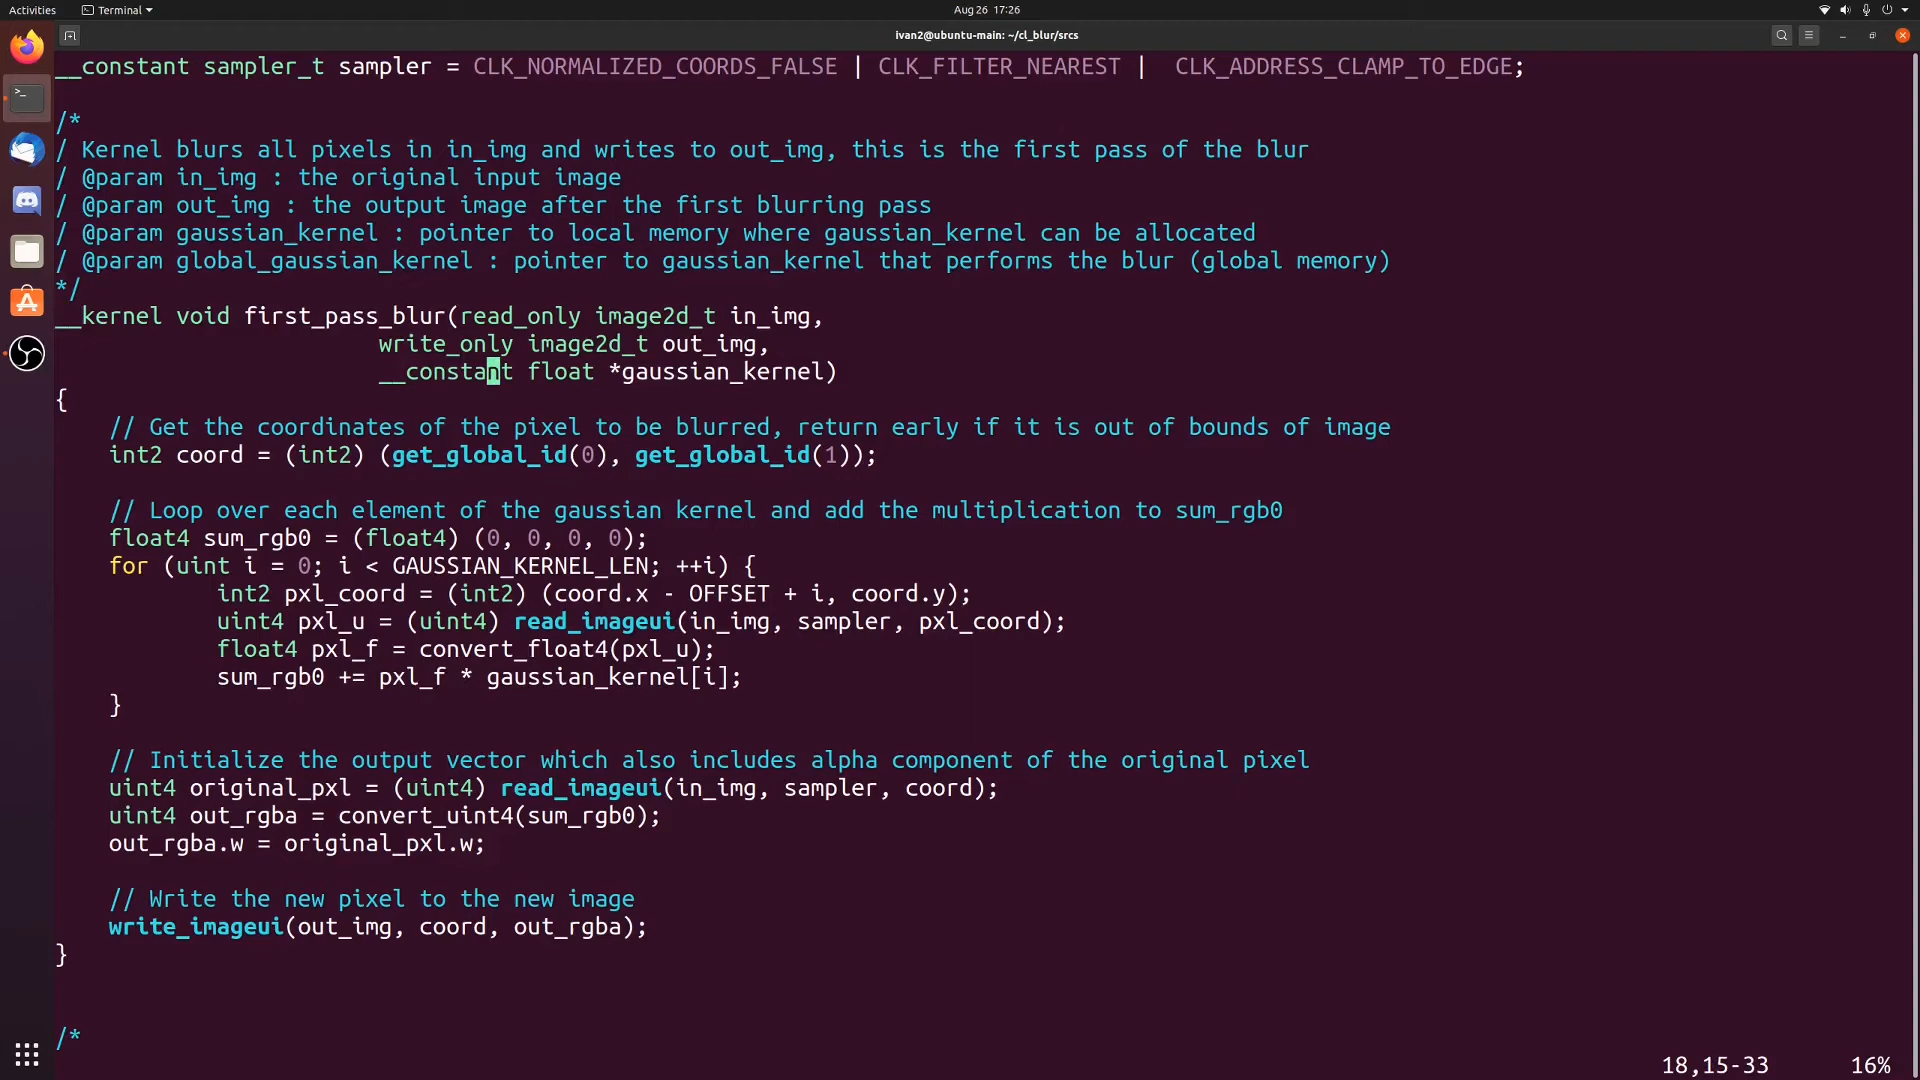 Activities Terminal Aug 26 17:26
ivan2@ubuntu-main: ~/cl_blur/srcs
__constant sampler_t sampler = CLK_NORMALIZED_COORDS_FALSE | CLK_FILTER_NEAREST |  CLK_ADDRESS_CLAMP_TO_EDGE;
/*
/ Kernel blurs all pixels in in_img and writes to out_img, this is the first pass of the blur
/ @param in_img : the original input image
/ @param out_img : the output image after the first blurring pass
/ @param gaussian_kernel : pointer to local memory where gaussian_kernel can be allocated
/ @param global_gaussian_kernel : pointer to gaussian_kernel that performs the blur (global memory)
*/
__kernel void first_pass_blur(read_only image2d_t in_img,
write_only image2d_t out_img,
__constant float *gaussian_kernel)
{
// Get the coordinates of the pixel to be blurred, return early if it is out of bounds of image
int2 coord = (int2) (get_global_id(0), get_global_id(1));
// Loop over each element of the gaussian kernel and add the multiplication to sum_rgb0
float4 sum_rgb0 = (float4) (0, 0, 0, 0);
for (uint i = 0; i < GAUSSIAN_KERNEL_LEN; ++i) {
int2 pxl_coord = (int2) (coord.x - OFFSET + i, coord.y);
uint4 pxl_u = (uint4) read_imageui(in_img, sampler, pxl_coord);
float4 pxl_f = convert_float4(pxl_u);
sum_rgb0 += pxl_f * gaussian_kernel[i];
}
// Initialize the output vector which also includes alpha component of the original pixel
uint4 original_pxl = (uint4) read_imageui(in_img, sampler, coord);
uint4 out_rgba = convert_uint4(sum_rgb0);
out_rgba.w = original_pxl.w;
// Write the new pixel to the new image
write_imageui(out_img, coord, out_rgba);
}
/*
18,15-33 16%